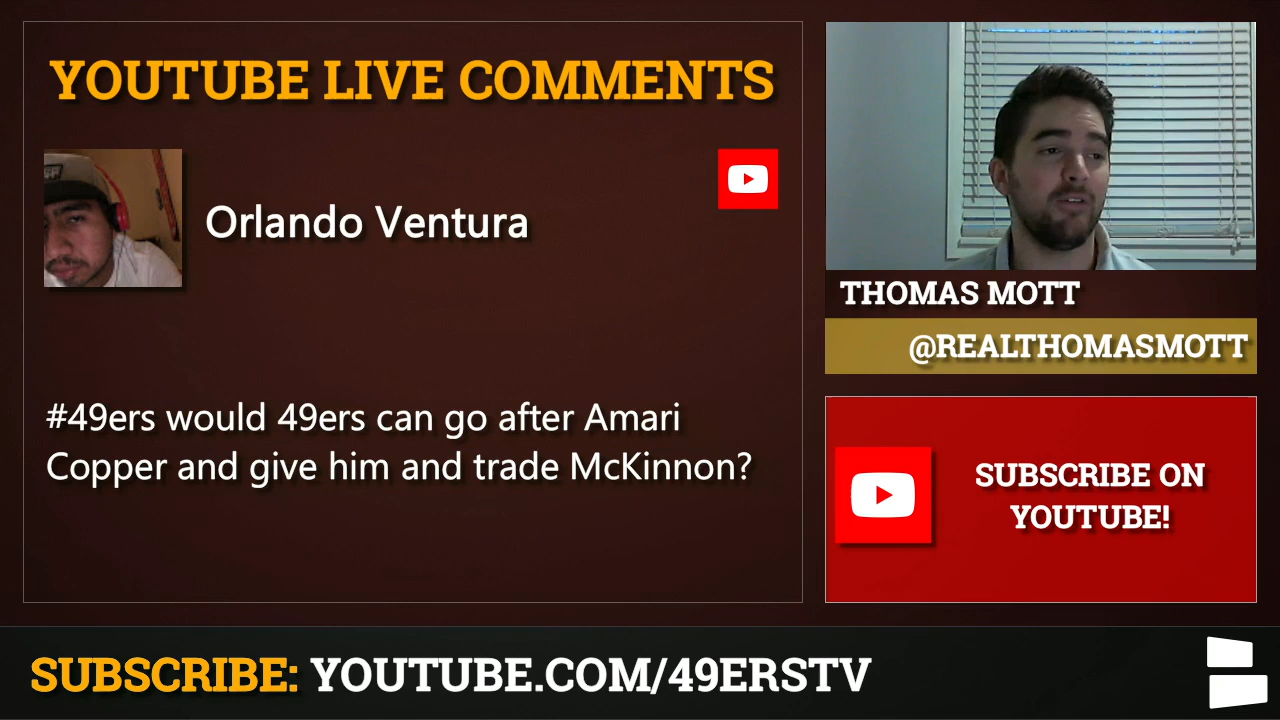 YOUTUBE LIVE COMMENTS
Orlando Ventura
#49ers would 49ers can go after Amari
Copper and give him and trade McKinnon?
THOMAS MOTT
@REALTHOMASMOTT
SUBSCRIBE ON
YOUTUBE!
SUBSCRIBE: YOUTUBE.COM/49ERSTV